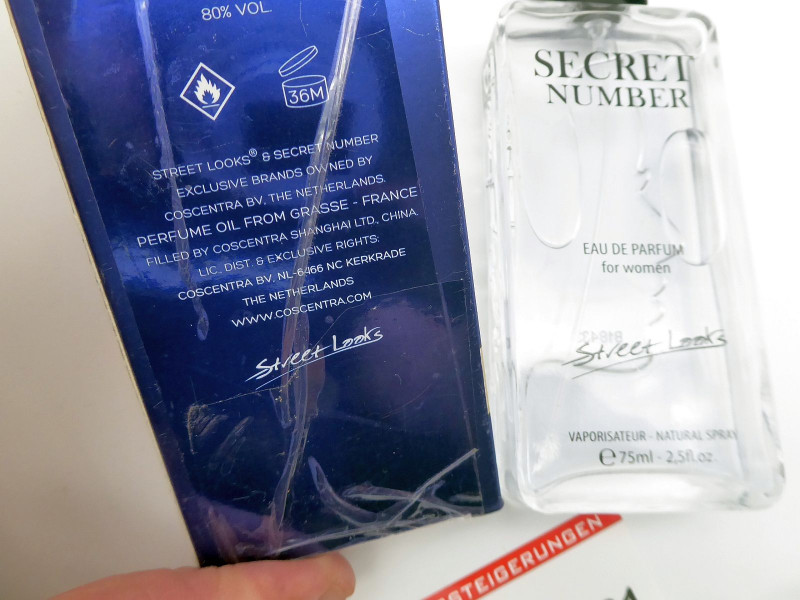 80% VOL.
36M
STREET LOOKS® & SECRET NUMBER
EXCLUSIVE BRANDS OWNED BY
COSCENTRA BV. THE NETHERLANDS.
PERFUME OIL FROM GRASSE - FRANCE
FILLED BY COSCENTRA SHANGHAI LTD., CHINA.
LIC. DIST. & EXCLUSIVE RIGHTS:
COSCENTRA BV. NL-6466 NC KERKRADE
THE NETHERLANDS
WWW.COSCENTRA.COM
Street Looks
SECRET
NUMBER
EAU DE PARFUM
for women
Street Looks
VAPORISATEUR - NATURAL SPRAY
℮ 75ml - 2,5fl.oz.
STEIGERUNGEN